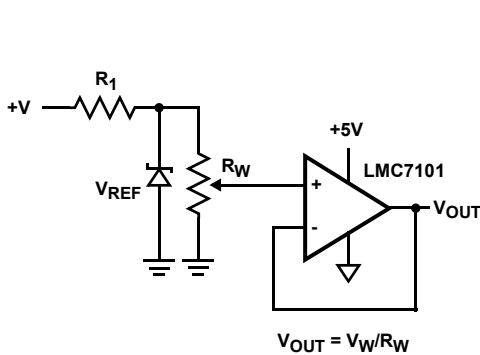 R1
+V
+5V
RW
LMC7101
VREF
+
VOUT
-
VOUT = VW/RW